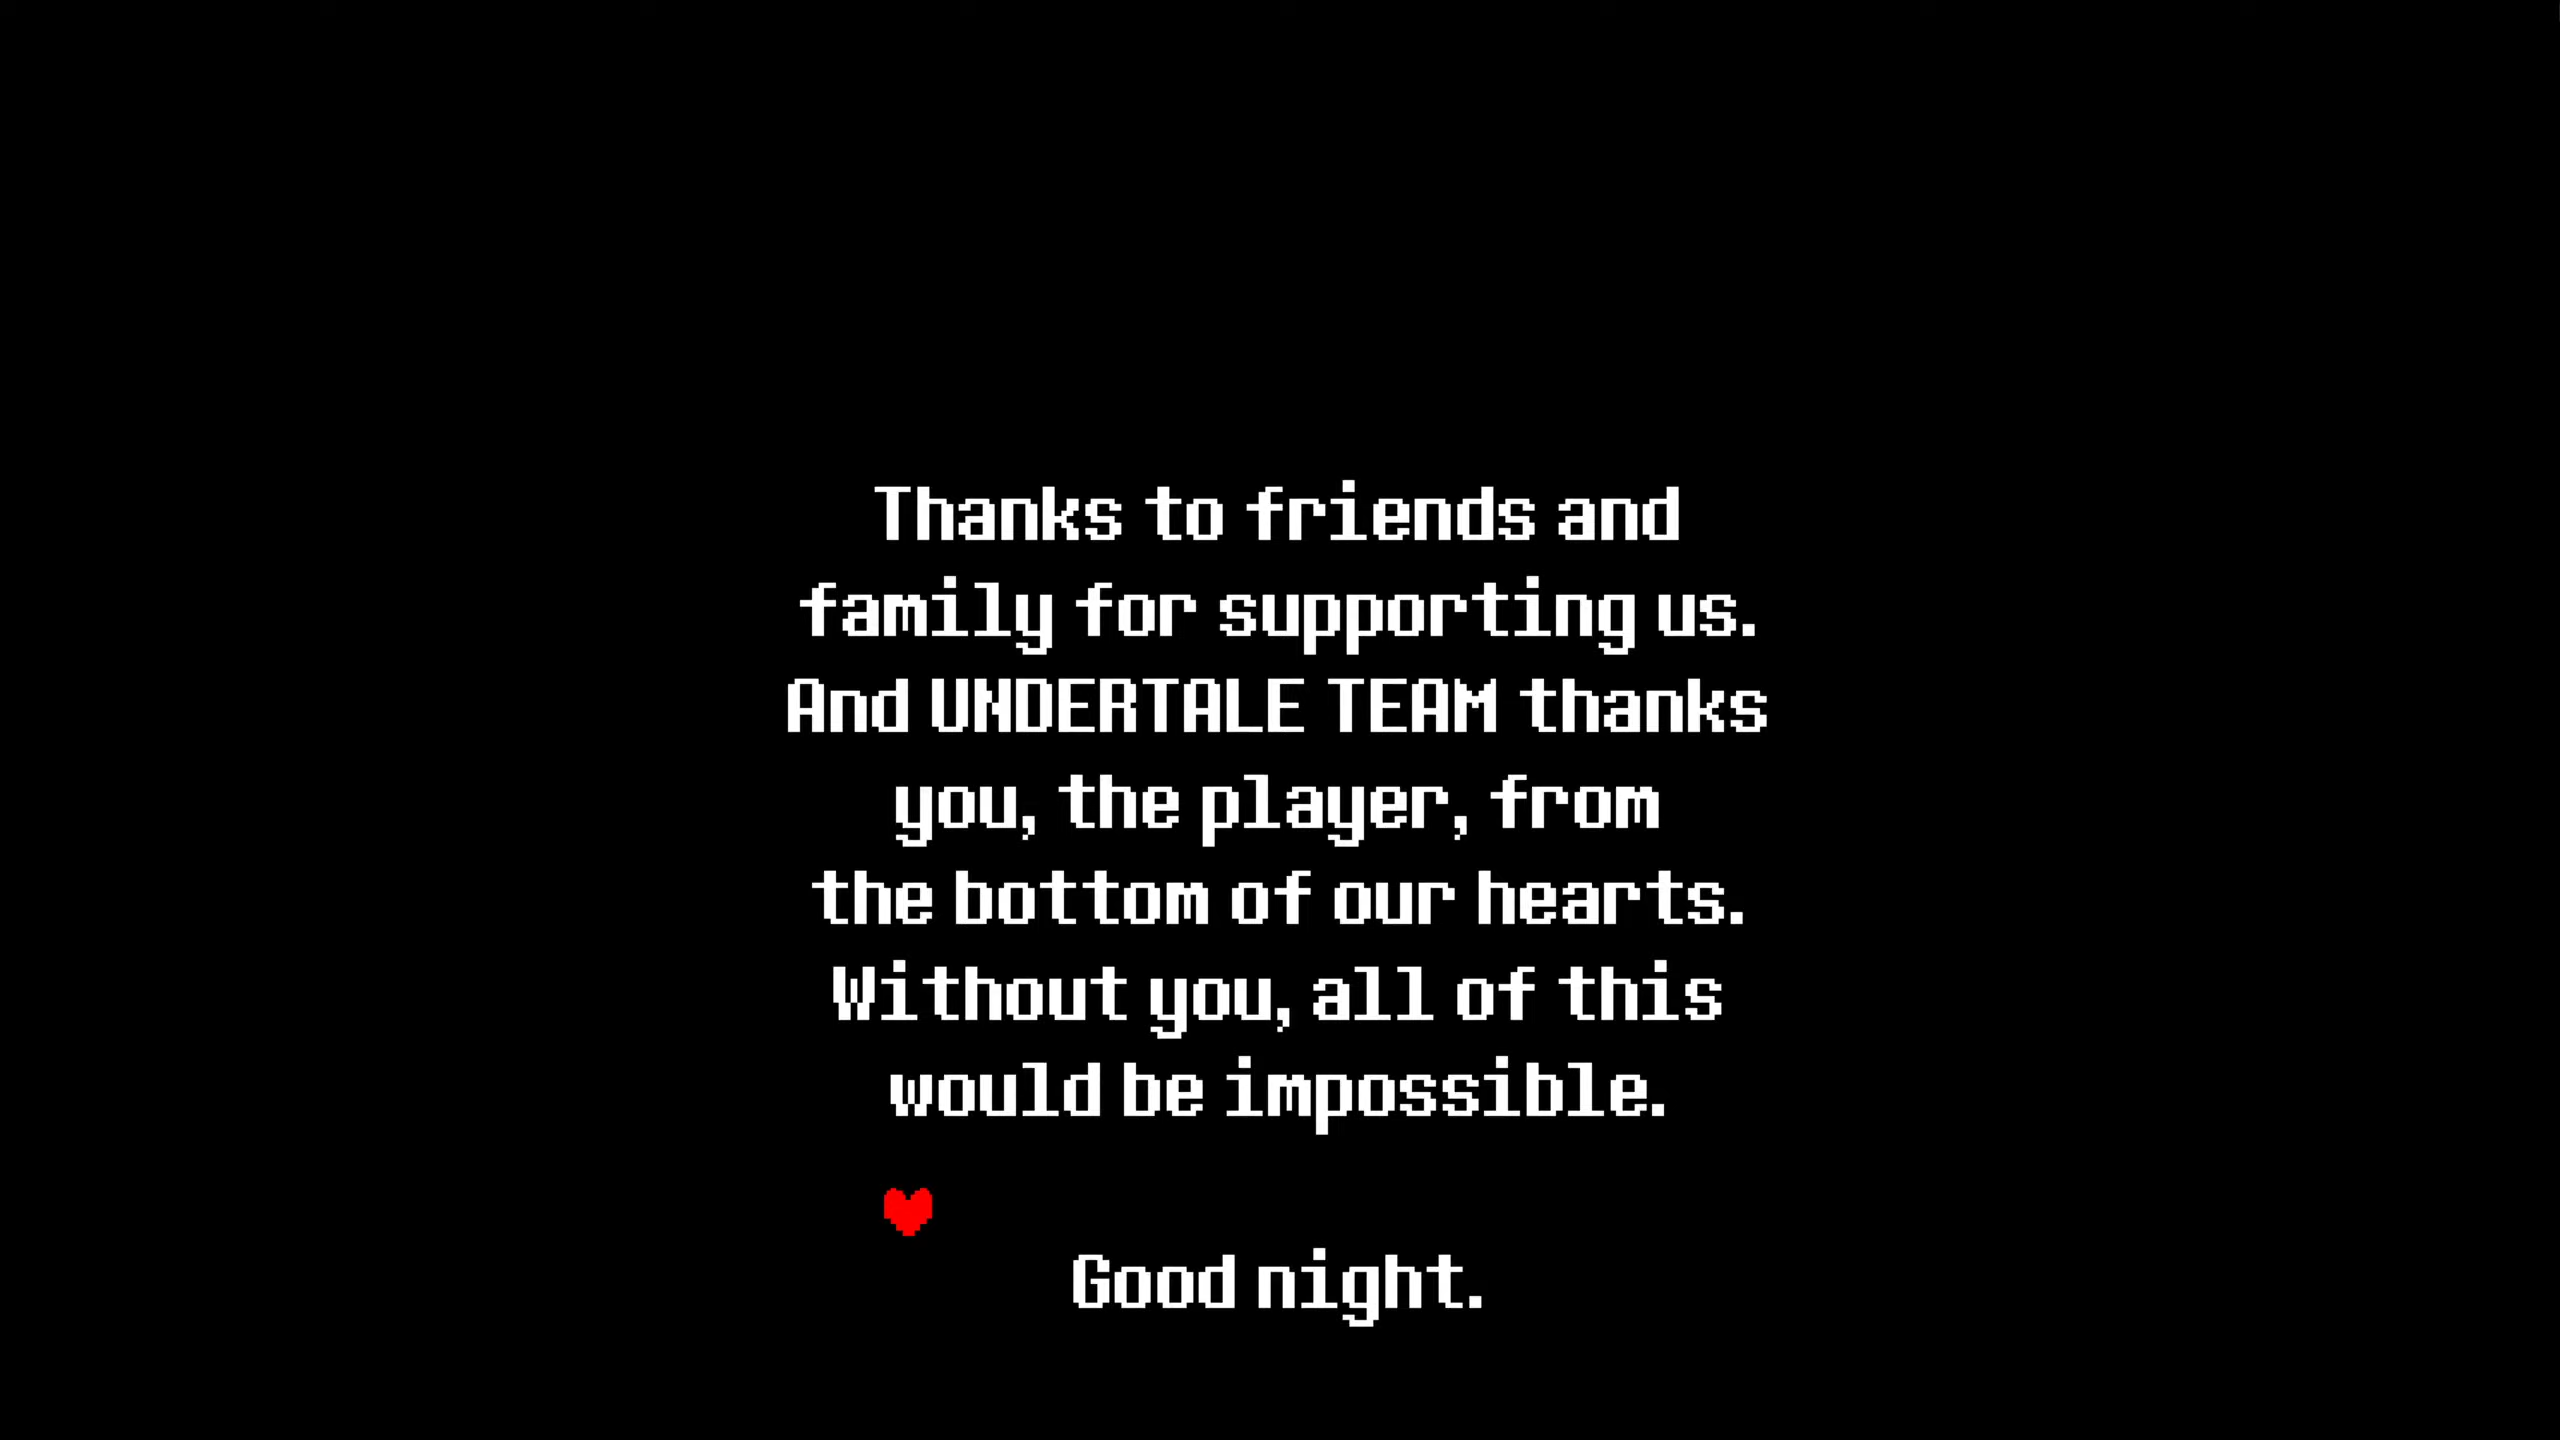 Thanks to friends and
family for supporting us.
And UNDERTALE TEAM thanks
you, the player, from
the bottom of our hearts.
Without you, all of this
would be impossible.
Good night.